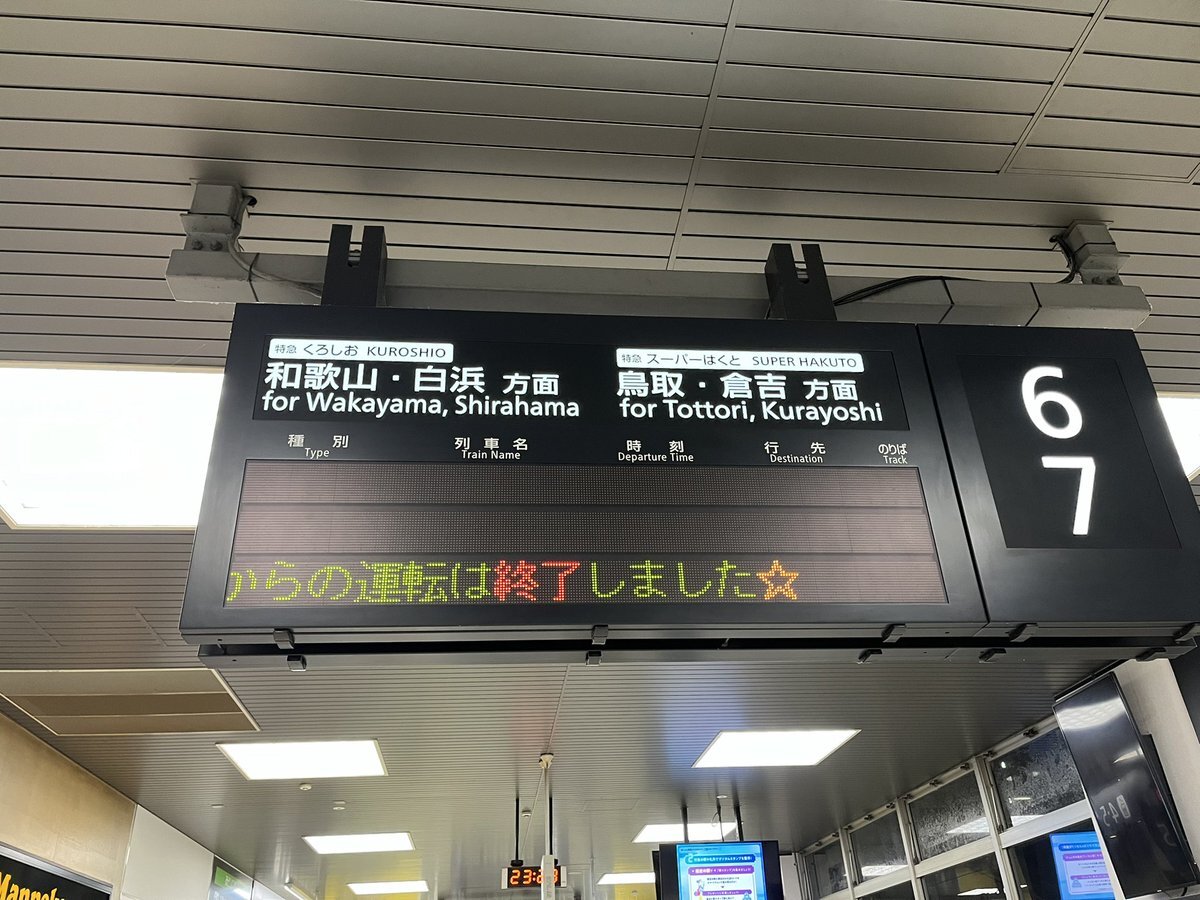 特急 くろしお KUROSHIO
和歌山・白浜 方面
for Wakayama, Shirahama
特急 スーパーはくと SUPER HAKUTO
鳥取・倉吉 方面
for Tottori, Kurayoshi
種別 列車名 時刻 行先 のりば
Type Train Name Departure Time Destination Track
からの運転は終了しました☆
6
7